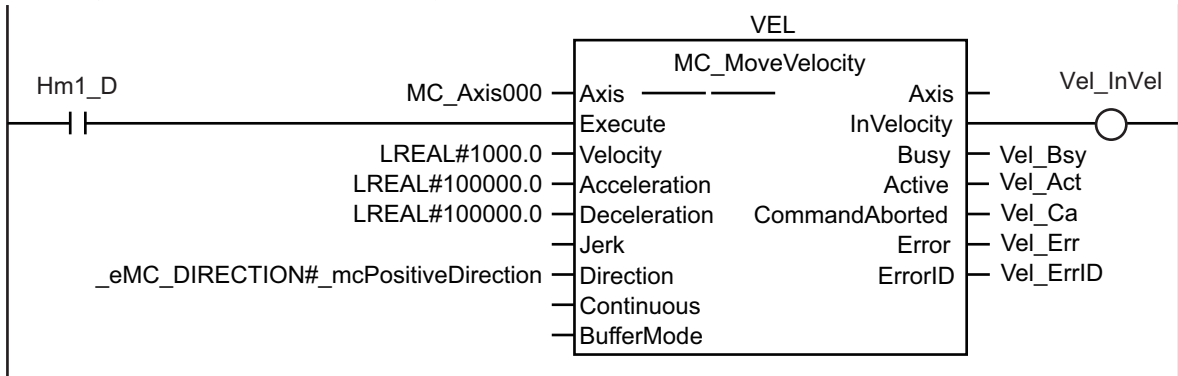 VEL
MC_MoveVelocity
Hm1_D
Vel_InVel
MC_Axis000 Axis Axis
Execute InVelocity
LREAL#1000.0 Velocity Busy Vel_Bsy
LREAL#100000.0 Acceleration Active Vel_Act
LREAL#100000.0 Deceleration CommandAborted Vel_Ca
Jerk Error Vel_Err
_eMC_DIRECTION#_mcPositiveDirection Direction ErrorID Vel_ErrID
Continuous
BufferMode